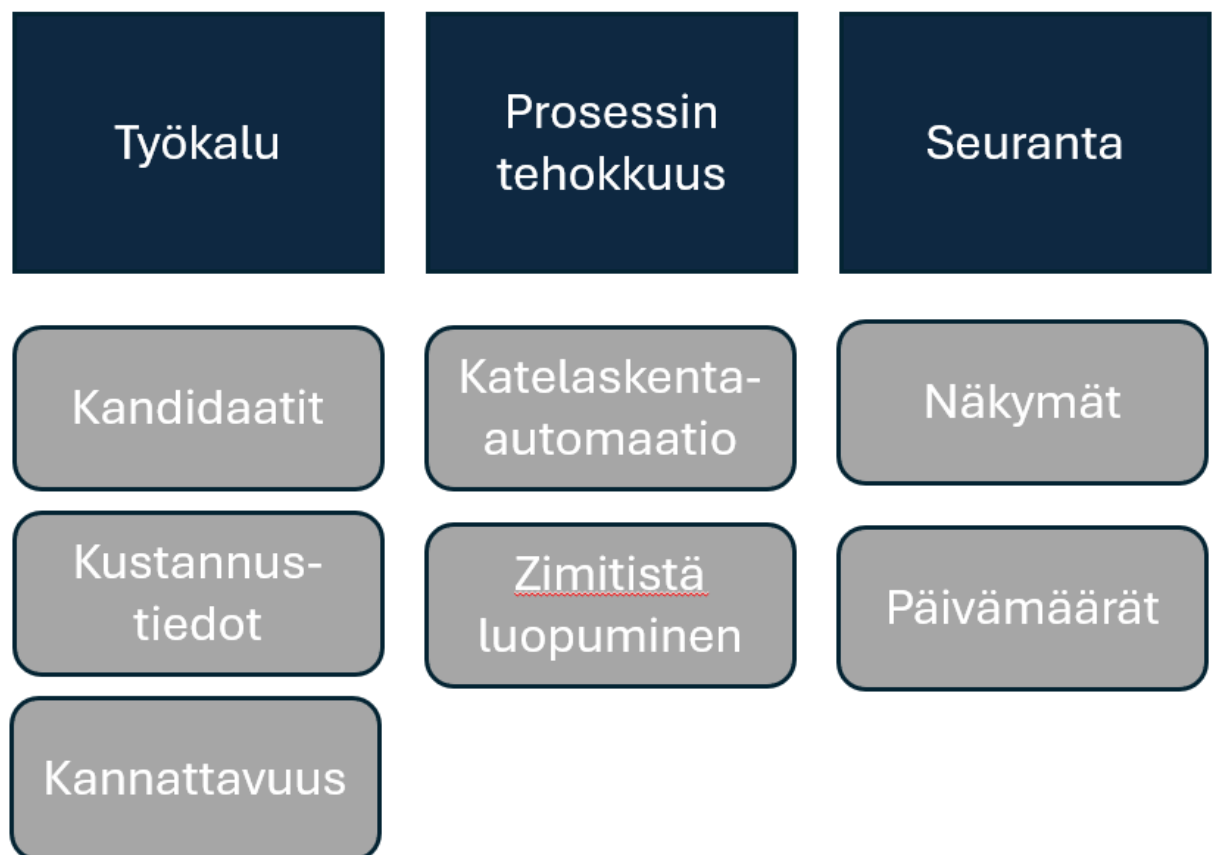 Työkalu
Prosessin
tehokkuus
Seuranta
Kandidaatit
Kustannus-
tiedot
Kannattavuus
Katelaskenta-
automaatio
Zimitistä
luopuminen
Näkymät
Päivämäärät